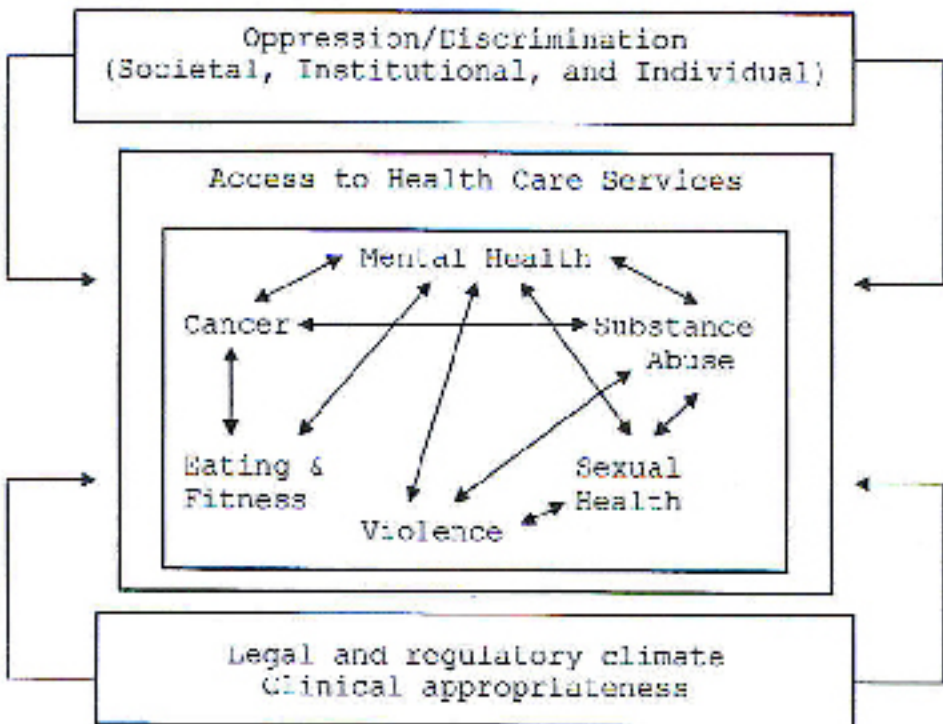 Oppression/Discrimination
(Societal, Institutional, and Individual)
Access to Health Care Services
Mental Health
Cancer
Substance
Abuse
Eating &
Fitness
Sexual
Health
Violence
Legal and regulatory climate
Clinical appropriateness